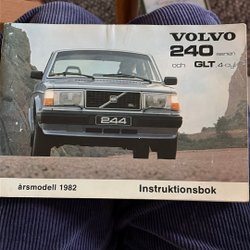 VOLVO
240 serien
och GLT 4-cyl
244
årsmodell 1982
Instruktionsbok